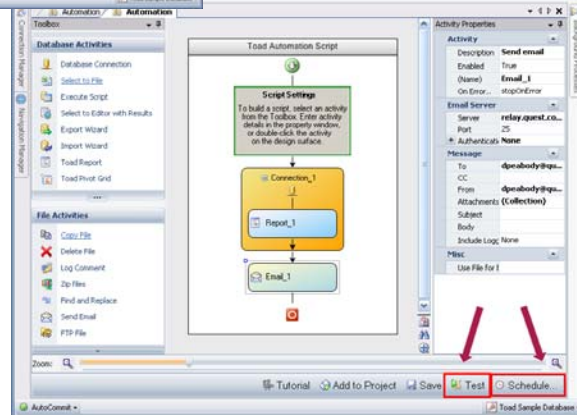 Automation
Automation
Toolbox
Database Activities
Database Connection
Select to File
Execute Script
Select to Editor with Results
Export Wizard
Import Wizard
Toad Report
Toad Pivot Grid
File Activities
Copy File
Delete File
Log Comment
Zip Files
Find and Replace
Send Email
FTP File
Connection Manager
Navigation Manager
Toad Automation Script
Script Settings
To build a script, select an activity
from the Toolbox. Enter activity
details in the property window,
or double-click the activity
on the design surface.
Connection_1
Report_1
Email_1
Activity Properties
Activity
Description Send email
Enabled True
(Name) Email_1
On Error... stopOnError
Email Server
Server relay.quest.co...
Port 25
Authenticati None
Message
To dpeabody@qu...
CC
From dpeabody@qu...
Attachments {Collection}
Subject
Body
Include Logg None
Misc
Use File for l
Zoom:
Tutorial Add to Project Save Test Schedule...
AutoCommit Toad Sample Database